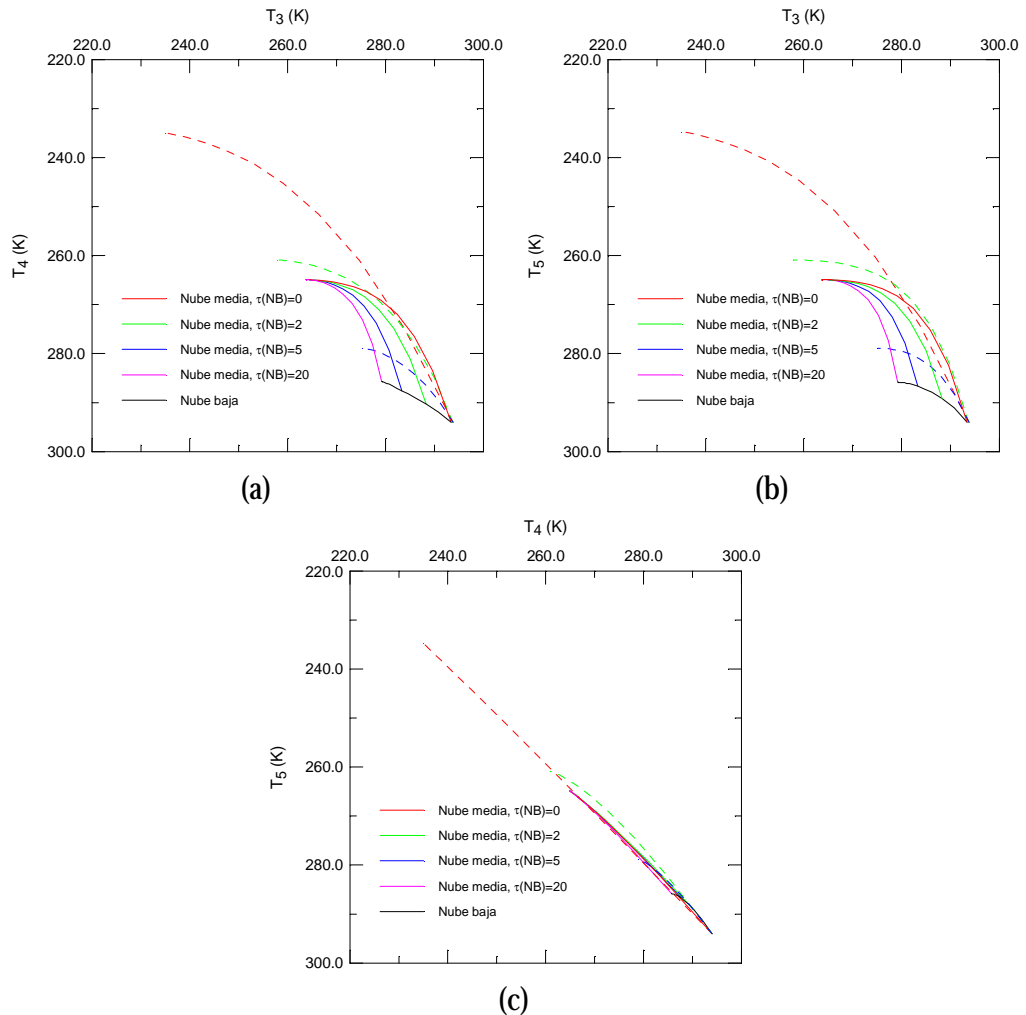 (a)
T3 (K)
220.0 240.0 260.0 280.0 300.0
220.0
240.0
260.0
280.0
300.0
T4 (K)
Nube media, τ(NB)=0
Nube media, τ(NB)=2
Nube media, τ(NB)=5
Nube media, τ(NB)=20
Nube baja
(a)
(b)
T3 (K)
220.0 240.0 260.0 280.0 300.0
220.0
240.0
260.0
280.0
300.0
T5 (K)
Nube media, τ(NB)=0
Nube media, τ(NB)=2
Nube media, τ(NB)=5
Nube media, τ(NB)=20
Nube baja
(b)
T4 (K)
220.0 240.0 260.0 280.0 300.0
220.0
240.0
260.0
280.0
300.0
T5 (K)
Nube media, τ(NB)=0
Nube media, τ(NB)=2
Nube media, τ(NB)=5
Nube media, τ(NB)=20
Nube baja
(c)